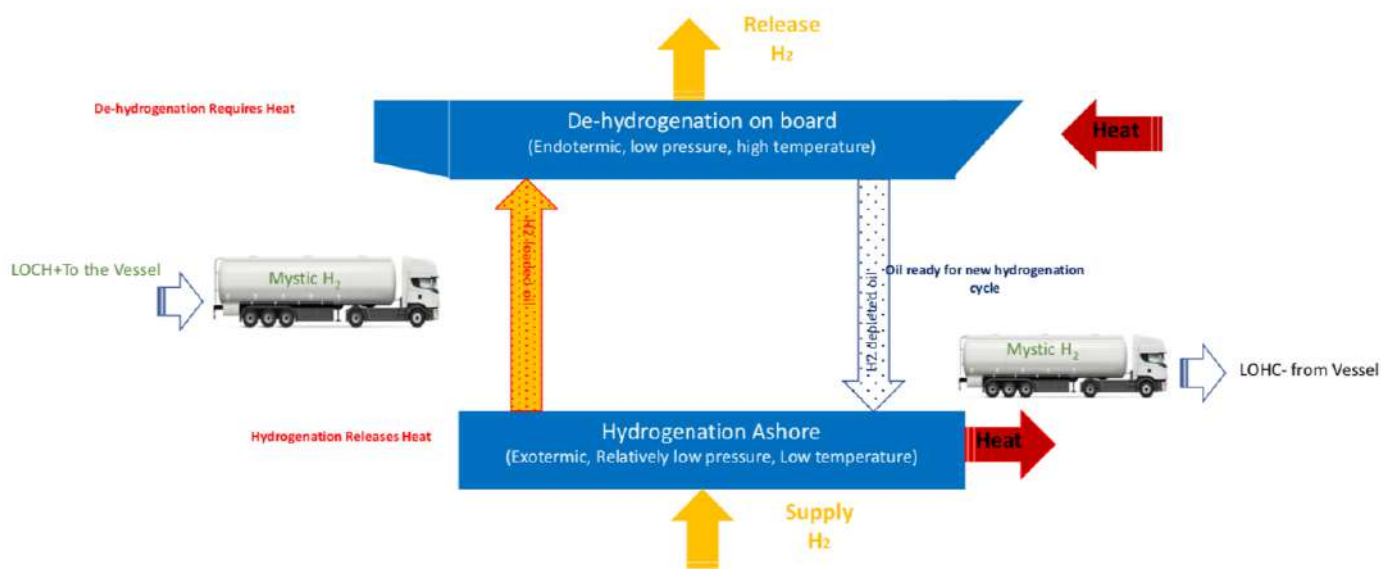 Release
H₂
De-hydrogenation Requires Heat
De-hydrogenation on board
(Endotermic, low pressure, high temperature)
Heat
H2 loaded oil
H2 depleted oil
LOCH+To the Vessel
Mystic H₂
Oil ready for new hydrogenation
cycle
Mystic H₂
LOHC- from Vessel
Hydrogenation Releases Heat
Hydrogenation Ashore
(Exotermic, Relatively low pressure, Low temperature)
Heat
Supply
H₂